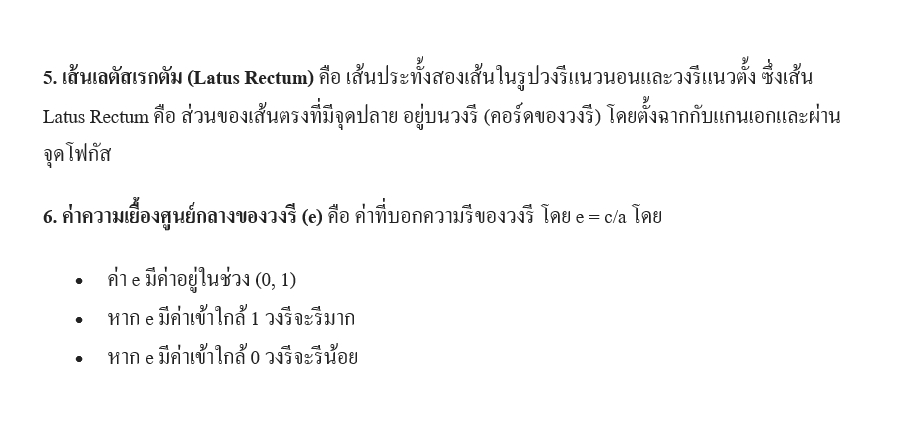 5. เส้นเลตัสเรกตัม (Latus Rectum) คือ เส้นประทั้งสองเส้นในรูปวงรีแนวนอนและวงรีแนวตั้ง ซึ่งเส้น
Latus Rectum คือ ส่วนของเส้นตรงที่มีจุดปลาย อยู่บนวงรี (คอร์ดของวงรี) โดยตั้งฉากกับแกนเอกและผ่าน
จุดโฟกัส
6. ค่าความเยื้องศูนย์กลางของวงรี (e) คือ ค่าที่บอกความรีของวงรี โดย e = c/a โดย
• ค่า e มีค่าอยู่ในช่วง (0, 1)
• หาก e มีค่าเข้าใกล้ 1 วงรีจะรีมาก
• หาก e มีค่าเข้าใกล้ 0 วงรีจะรีน้อย